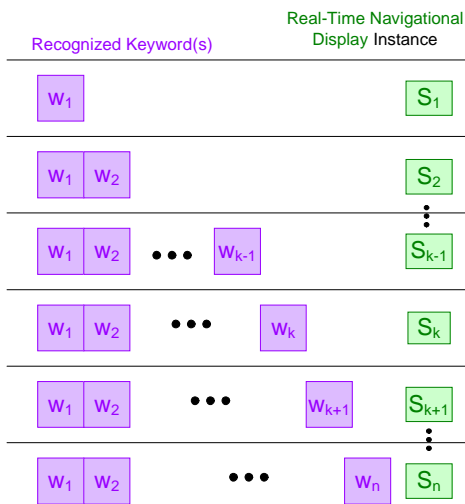 Real-Time Navigational
Recognized Keyword(s) Display Instance
w₁ S₁
w₁ w₂ S₂
w₁ w₂ ••• wₖ₋₁ Sₖ₋₁
w₁ w₂ ••• wₖ Sₖ
w₁ w₂ ••• wₖ₊₁ Sₖ₊₁
w₁ w₂ ••• wₙ Sₙ